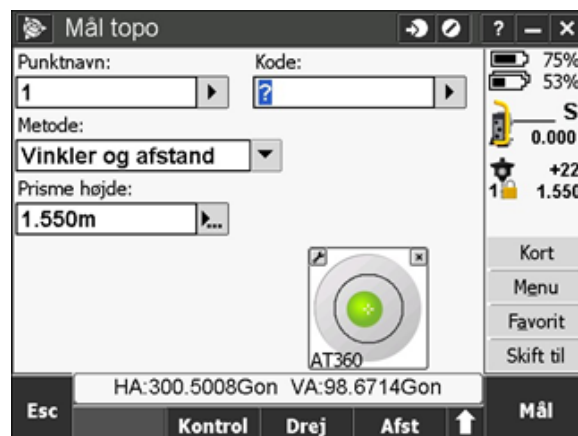 Mål topo
? – ×
Punktnavn:
Kode:
1
?
Metode:
Vinkler og afstand
Prisme højde:
1.550m
AT360
HA:300.5008Gon VA:98.6714Gon
Esc
Kontrol
Drej
Afst
Mål
75%
53%
S
0.000
+22
1
1.550
Kort
Menu
Favorit
Skift til